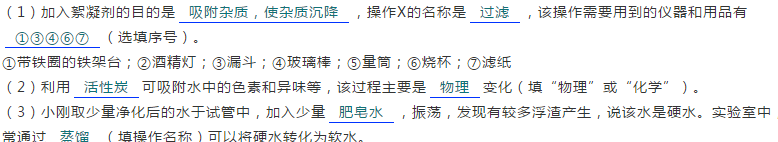 （1）加入絮凝剂的目的是 吸附杂质，使杂质沉降 ，操作X的名称是 过滤 ，该操作需要用到的仪器和用品有
①③④⑥⑦ （选填序号）。
①带铁圈的铁架台；②酒精灯；③漏斗；④玻璃棒；⑤量筒；⑥烧杯；⑦滤纸
（2）利用 活性炭 可吸附水中的色素和异味等，该过程主要是 物理 变化（填“物理”或“化学”）。
（3）小刚取少量净化后的水于试管中，加入少量 肥皂水 ，振荡，发现有较多浮渣产生，说该水是硬水。实验室中
常通过 蒸馏 （填操作名称）可以将硬水转化为软水。